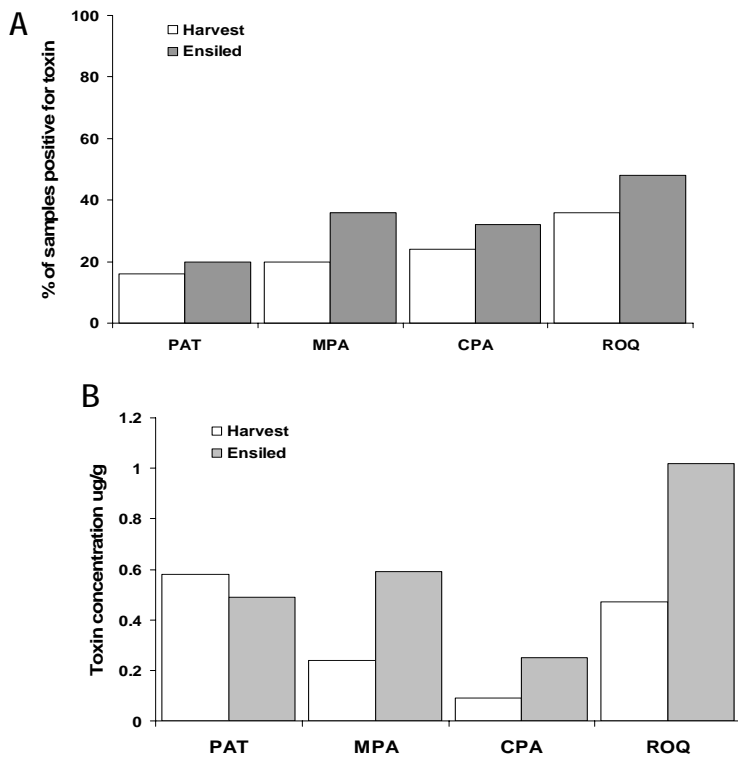 A
Harvest
Ensiled
% of samples positive for toxin
100
80
60
40
20
0
PAT MPA CPA ROQ
B
Harvest
Ensiled
Toxin concentration ug/g
1.2
1
0.8
0.6
0.4
0.2
0
PAT MPA CPA ROQ